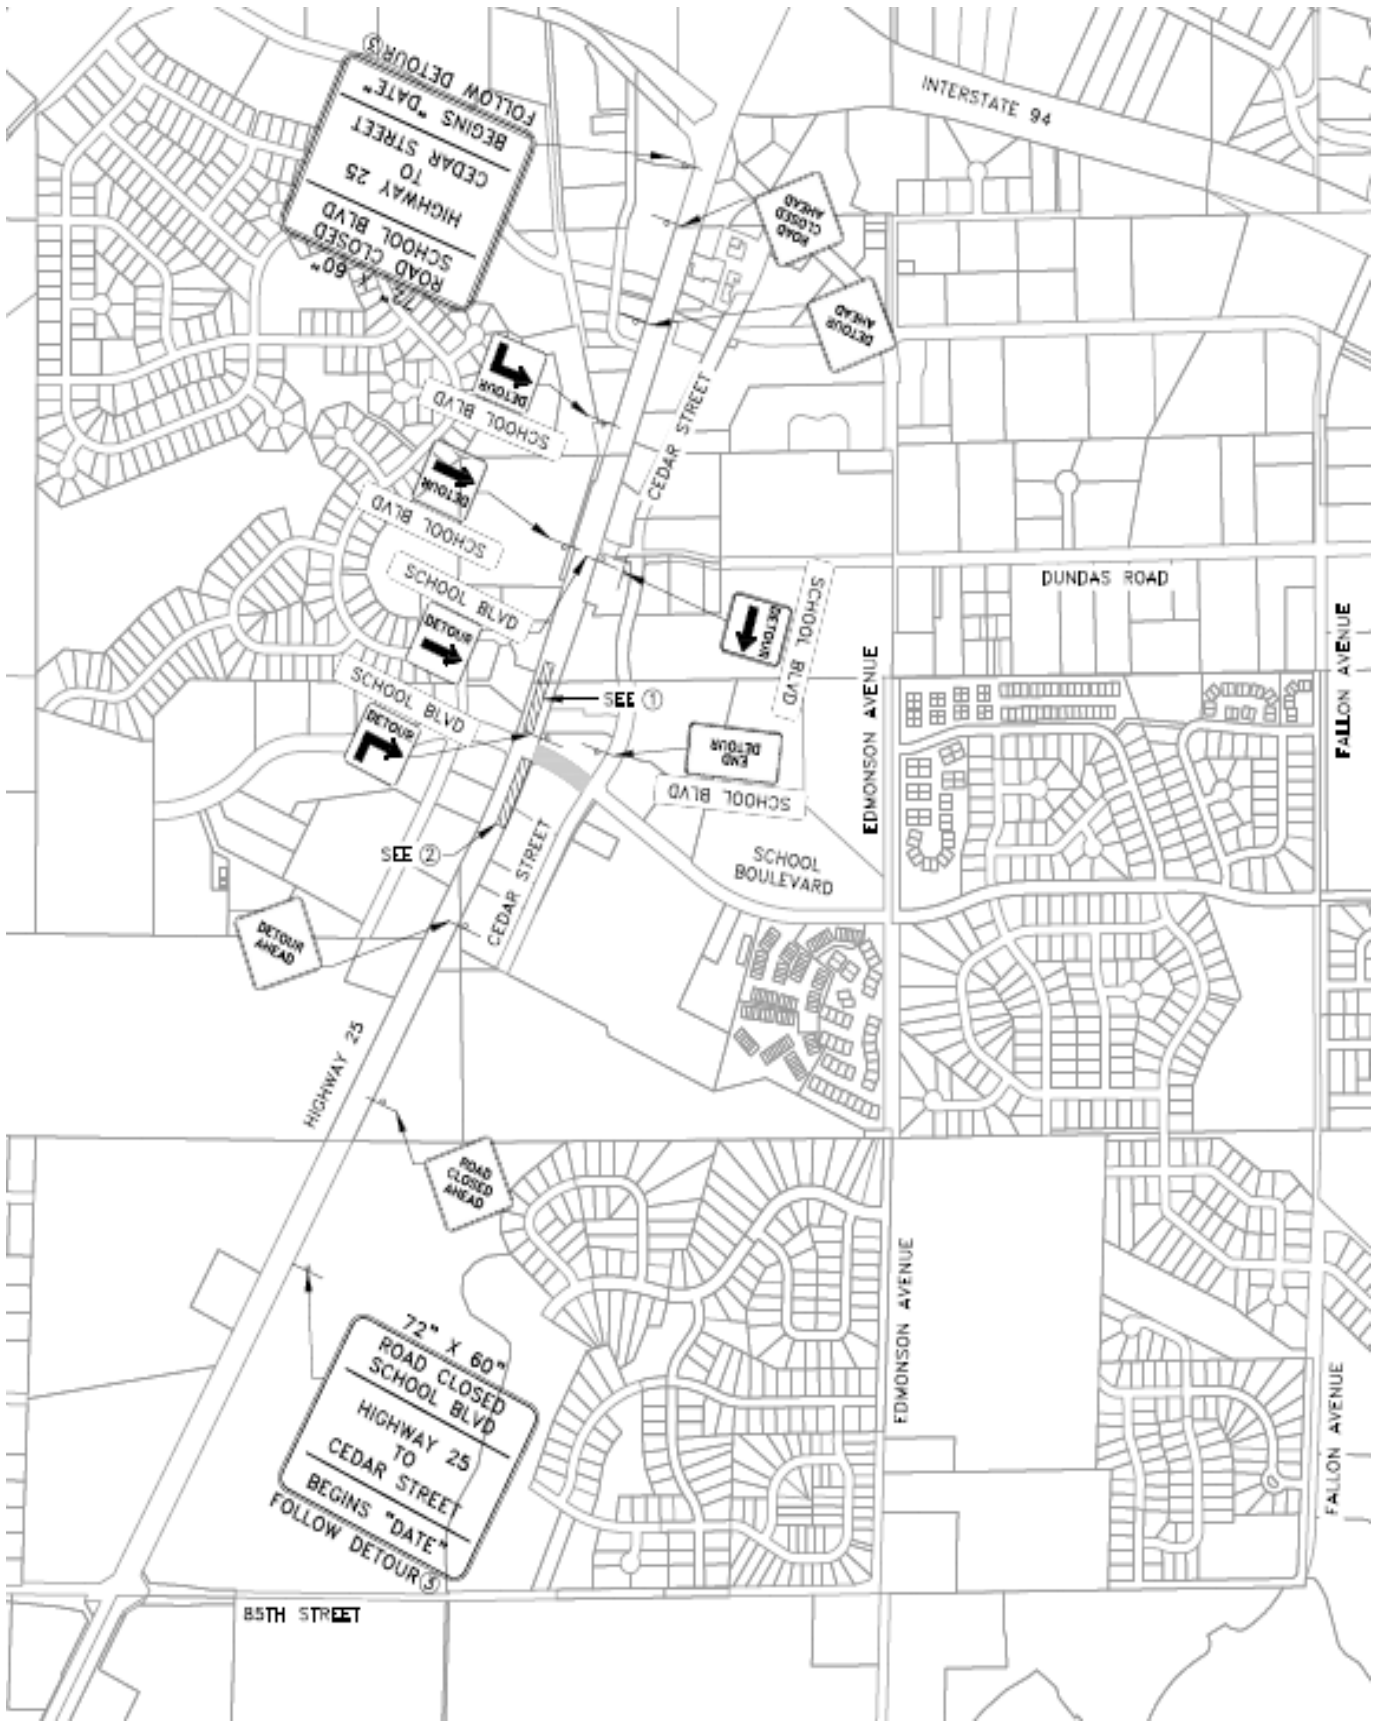 INTERSTATE 94
FOLLOW DETOUR ③
72" X 60"
ROAD CLOSED
SCHOOL BLVD
HIGHWAY 25
TO
CEDAR STREET
BEGINS "DATE"
ROAD
CLOSED
AHEAD
DETOUR
AHEAD
DETOUR
SCHOOL BLVD
CEDAR STREET
DETOUR
SCHOOL BLVD
SCHOOL BLVD
DETOUR
DETOUR
SCHOOL BLVD
DUNDAS ROAD
FALLON AVENUE
EDMONSON AVENUE
SCHOOL BLVD
DETOUR
SEE ①
END
DETOUR
SCHOOL BLVD
SEE ②
CEDAR STREET
SCHOOL
BOULEVARD
DETOUR
AHEAD
HIGHWAY 25
ROAD
CLOSED
AHEAD
72" X 60"
ROAD CLOSED
SCHOOL BLVD
HIGHWAY 25
TO
CEDAR STREET
BEGINS "DATE"
FOLLOW DETOUR ③
EDMONSON AVENUE
FALLON AVENUE
85TH STREET